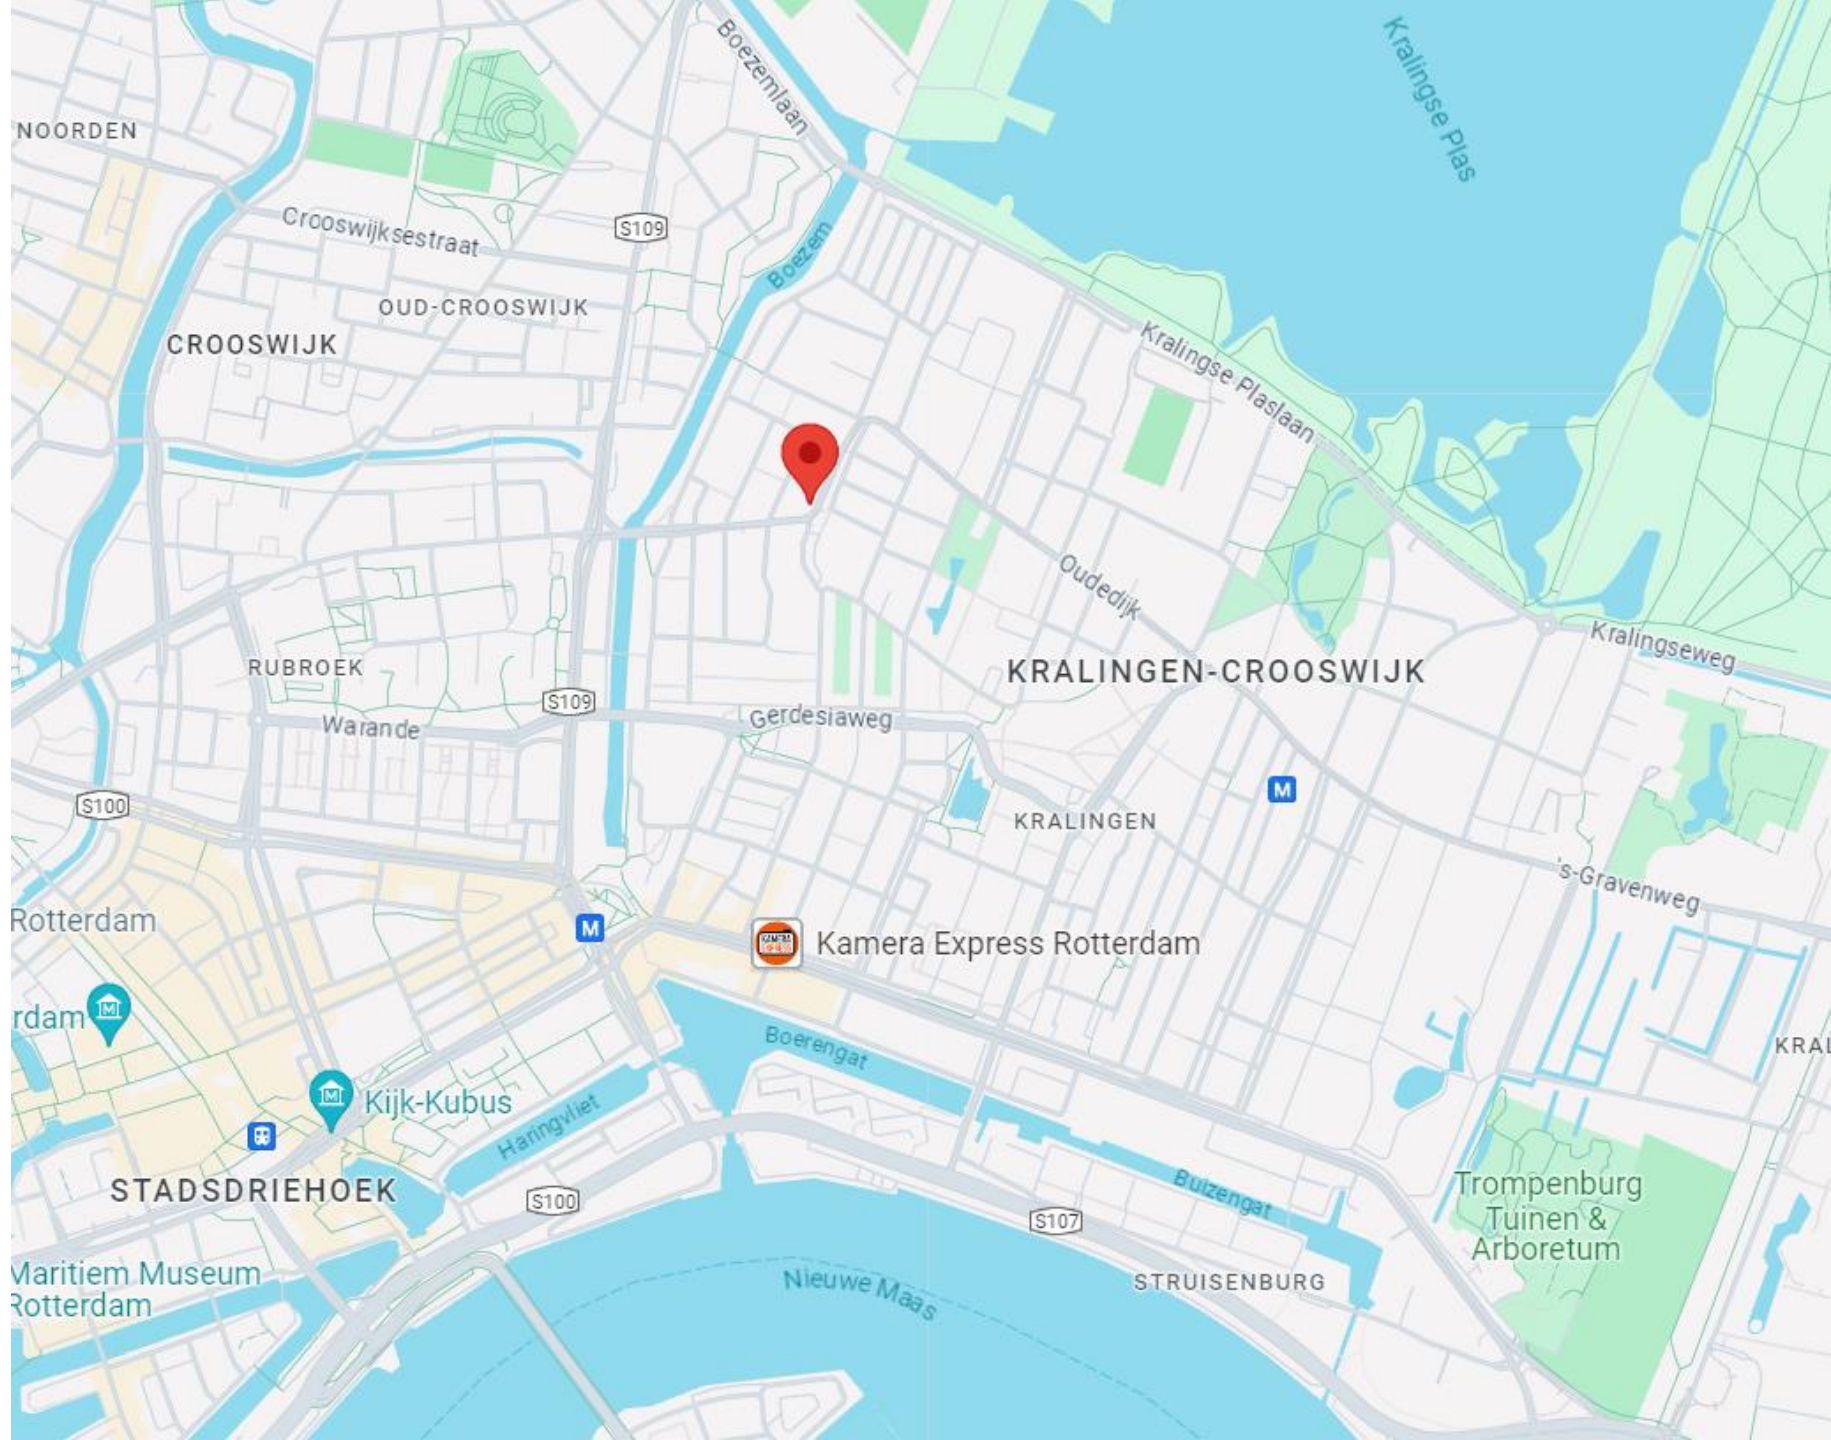 Boezemlaan
Kralingse Plas
NOORDEN
Crooswijksestraat
S109
Boezem
OUD-CROOSWIJK
CROOSWIJK
Kralingse Plaslaan
Oudedijk
Kralingseweg
RUBROEK
KRALINGEN-CROOSWIJK
S109
Warande
Gerdesiaweg
M
S100
KRALINGEN
's-Gravenweg
Rotterdam
M
KAMERA
EXPRESS
Kamera Express Rotterdam
rdam
M
Boerengat
KRAL
M
Kijk-Kubus
Haringvliet
STADSDRIEHOEK
S100
Buizengat
Trompenburg
Tuinen &
Arboretum
S107
Maritiem Museum
Rotterdam
Nieuwe Maas
STRUISENBURG